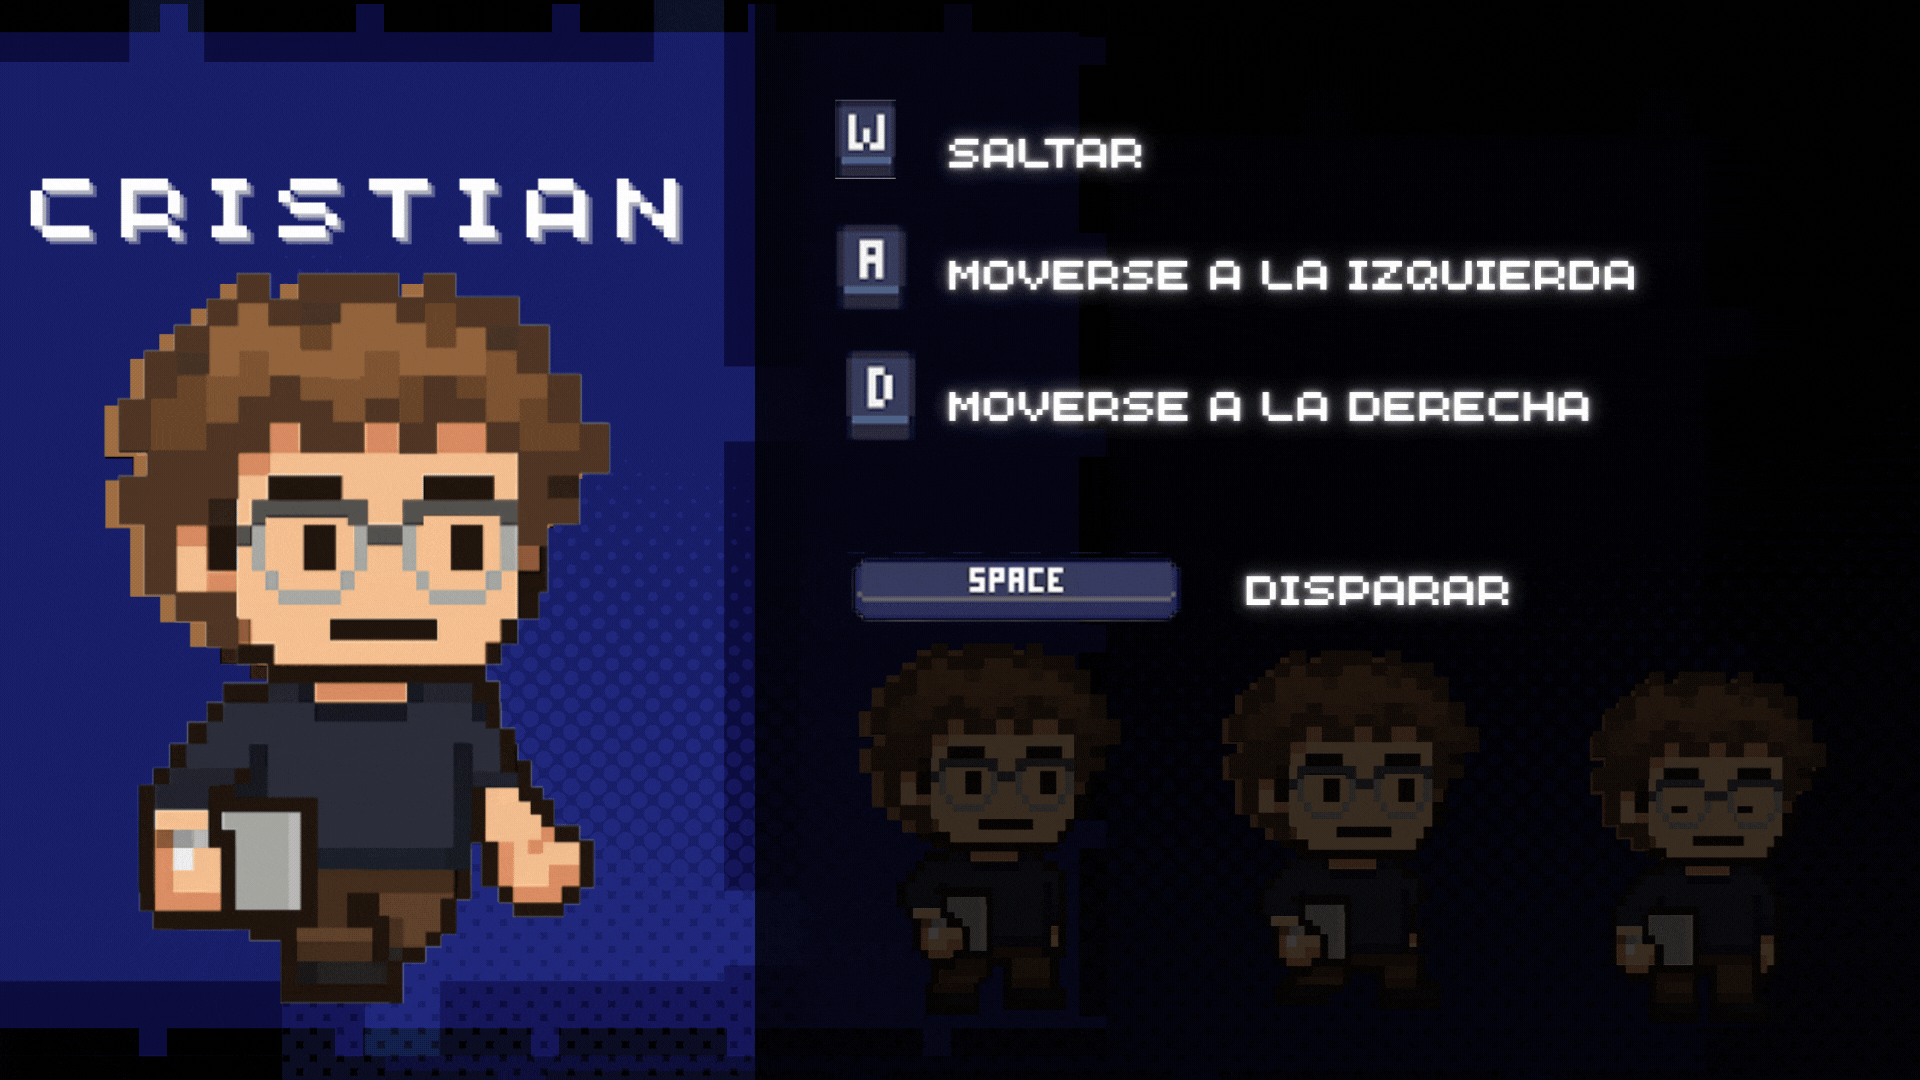 CRISTIAN
W SALTAR
A MOVERSE A LA IZQUIERDA
D MOVERSE A LA DERECHA
SPACE DISPARAR